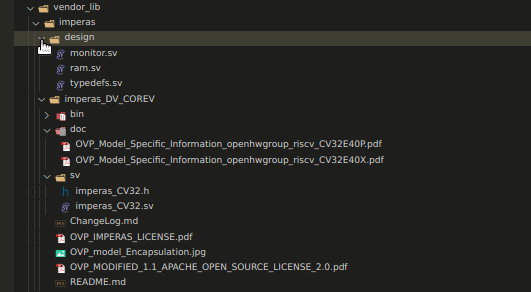 vendor_lib
imperas
design
monitor.sv
ram.sv
typedefs.sv
imperas_DV_COREV
bin
doc
OVP_Model_Specific_Information_openhwgroup_riscv_CV32E40P.pdf
OVP_Model_Specific_Information_openhwgroup_riscv_CV32E40X.pdf
sv
imperas_CV32.h
imperas_CV32.sv
ChangeLog.md
OVP_IMPERAS_LICENSE.pdf
OVP_model_Encapsulation.jpg
OVP_MODIFIED_1.1_APACHE_OPEN_SOURCE_LICENSE_2.0.pdf
README.md